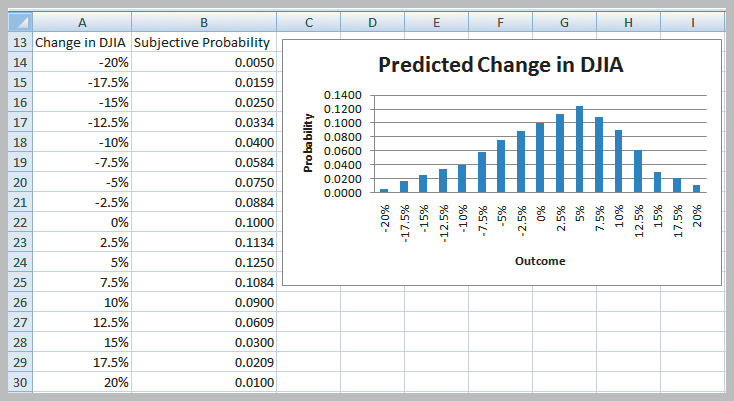 A B C D E F G H I
13 Change in DJIA Subjective Probability
14 -20% 0.0050
15 -17.5% 0.0159
16 -15% 0.0250
17 -12.5% 0.0334
18 -10% 0.0400
19 -7.5% 0.0584
20 -5% 0.0750
21 -2.5% 0.0884
22 0% 0.1000
23 2.5% 0.1134
24 5% 0.1250
25 7.5% 0.1084
26 10% 0.0900
27 12.5% 0.0609
28 15% 0.0300
29 17.5% 0.0209
30 20% 0.0100
Predicted Change in DJIA
Probability
0.1400
0.1200
0.1000
0.0800
0.0600
0.0400
0.0200
0.0000
-20% -17.5% -15% -12.5% -10% -7.5% -5% -2.5% 0% 2.5% 5% 7.5% 10% 12.5% 15% 17.5% 20%
Outcome